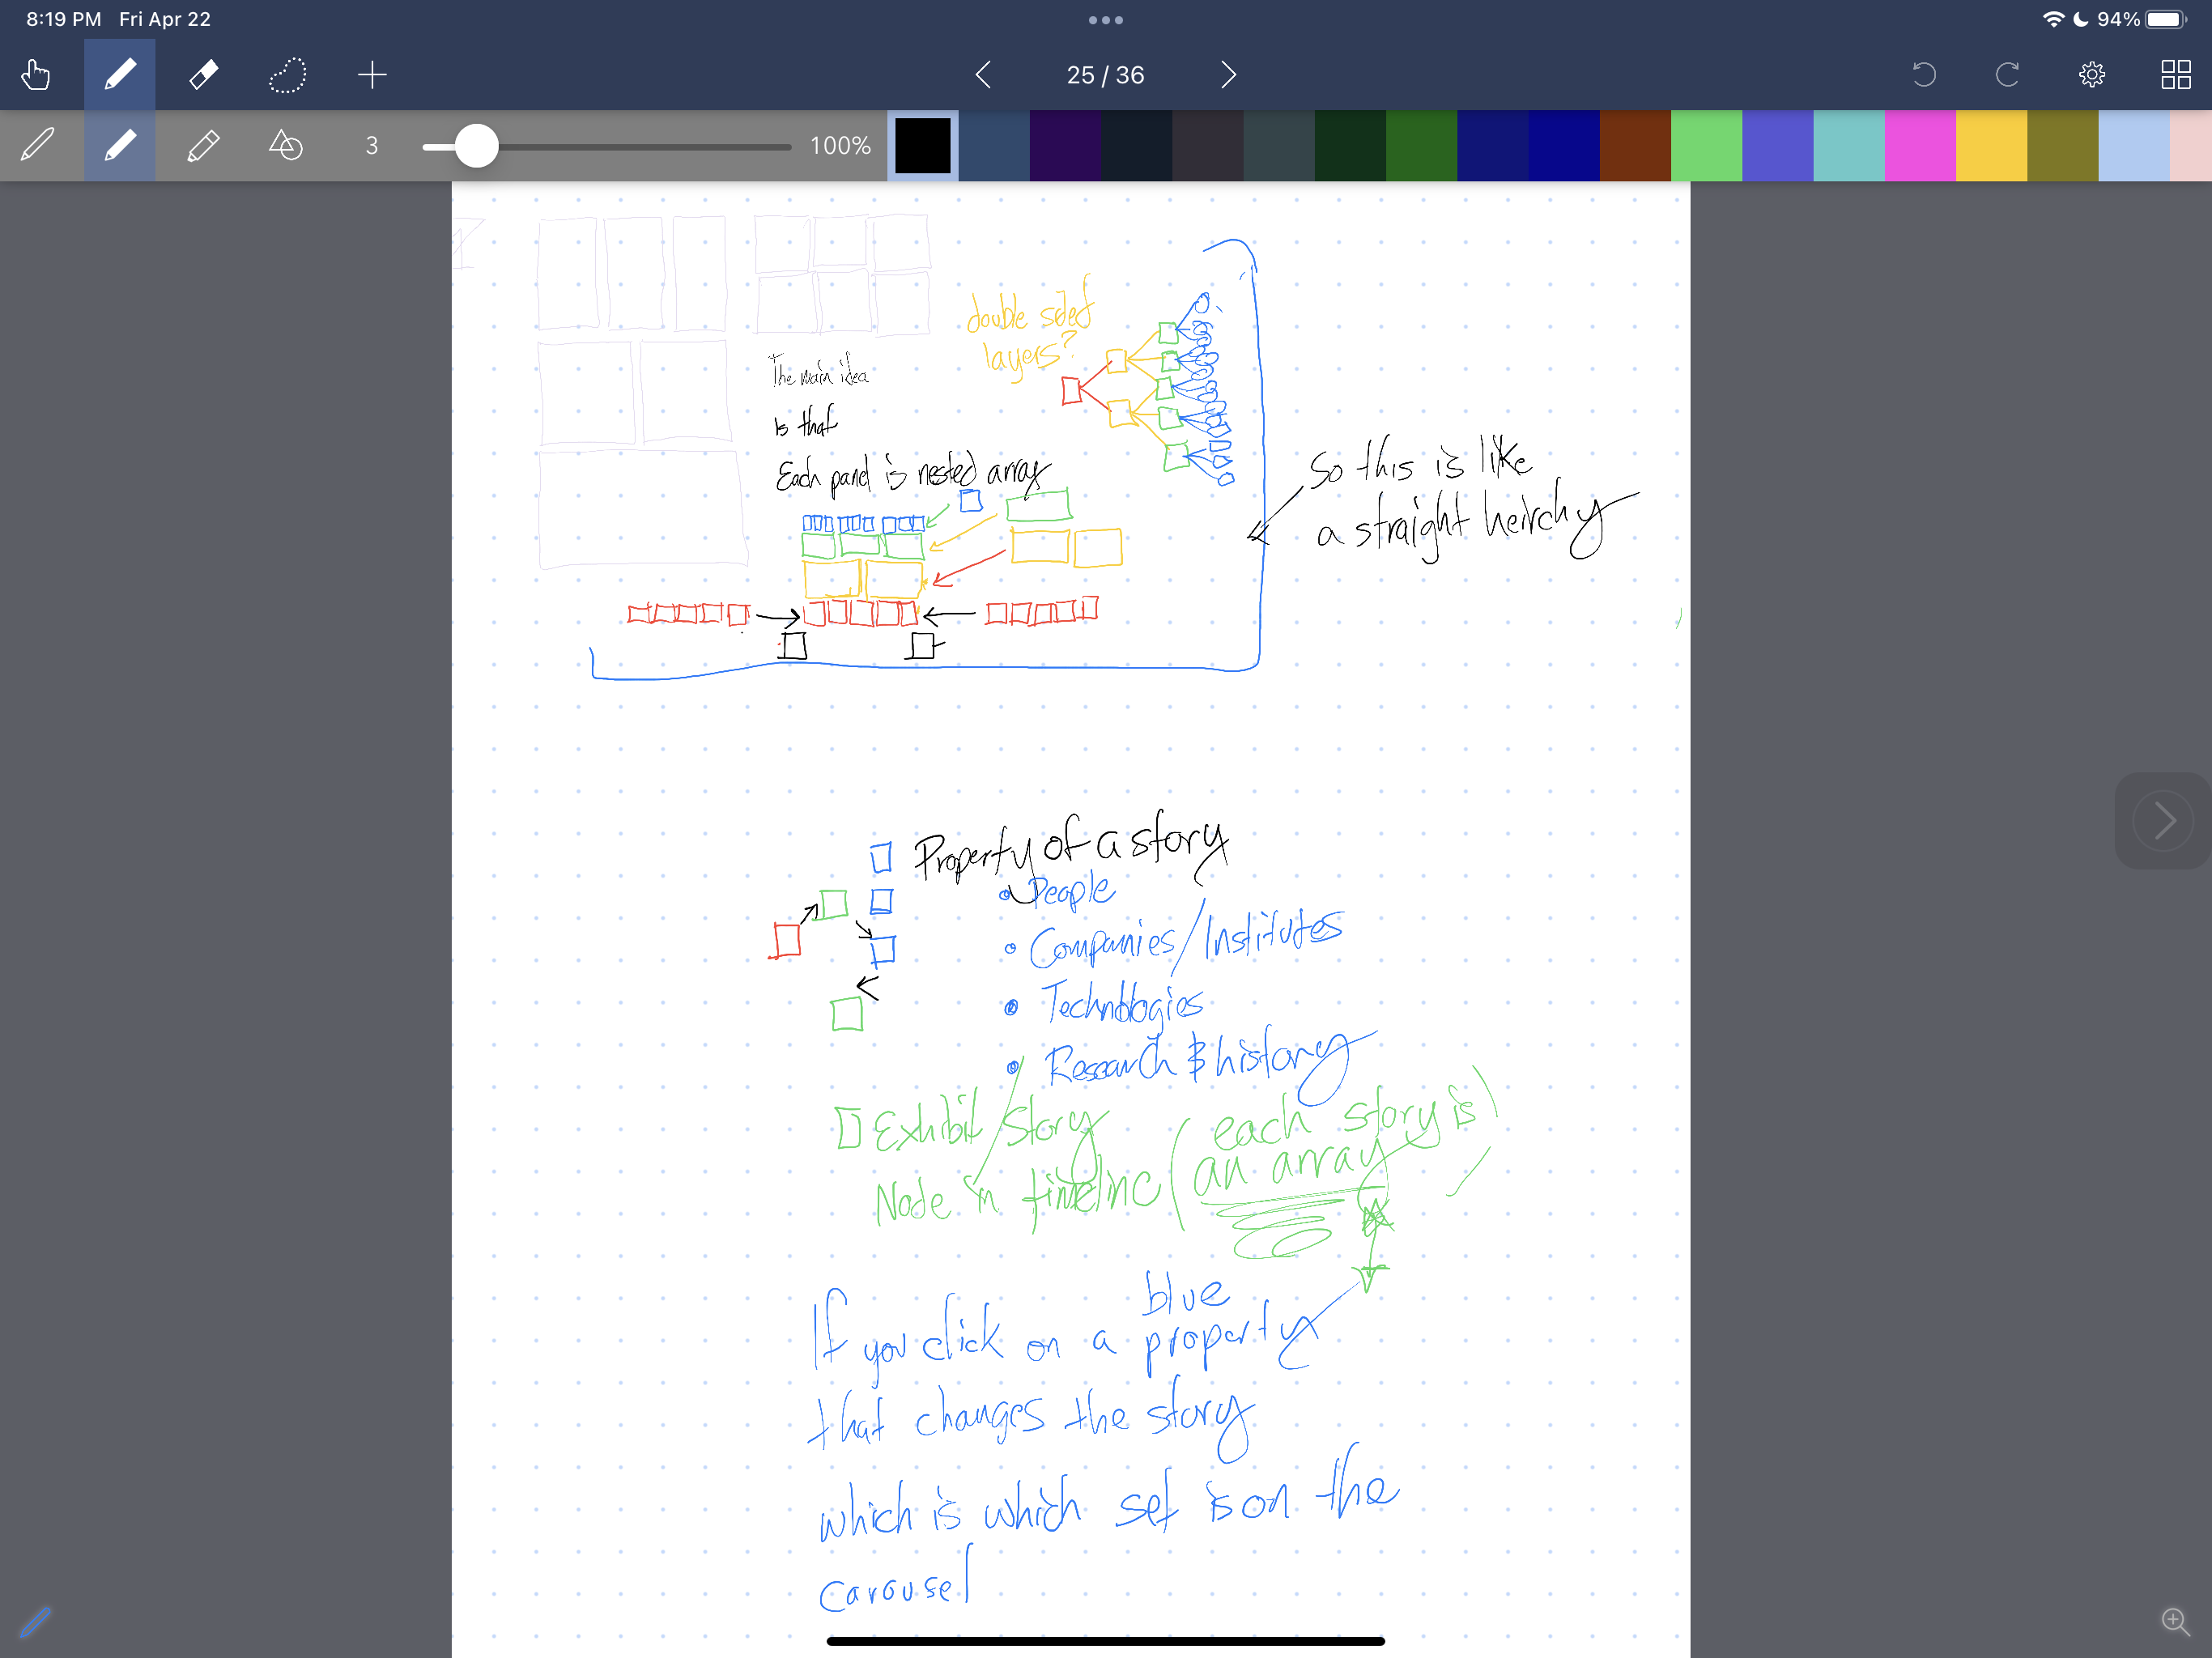 8:19 PM Fri Apr 22
94%
25 / 36
3
100%
double sided
layers?
The main idea
is that
Each panel is nested array
So this is like
a straight heirchy
Property of a story
People
Companies/Institutes
Technologies
Research & history
Exhibit/story
Node in timeline (each story is
an array)
blue
If you click on a property
that changes the story
which is which set is on the
carousel